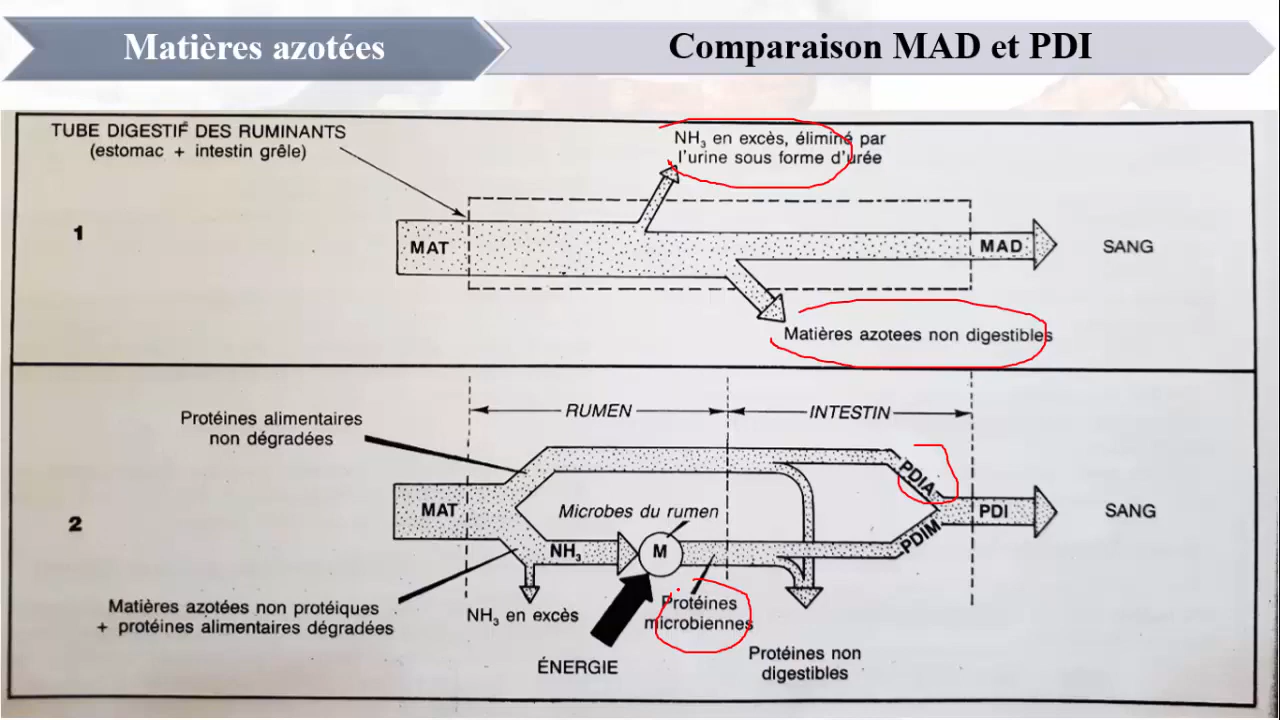 Matières azotées
Comparaison MAD et PDI
TUBE DIGESTIF DES RUMINANTS
(estomac + intestin grêle)
NH₃ en excès, éliminé par
l'urine sous forme d'urée
1
MAT
MAD
SANG
Matières azotees non digestibles
RUMEN
INTESTIN
Protéines alimentaires
non dégradées
PDIA
MAT
Microbes du rumen
PDI
SANG
2
NH₃
M
PDIM
Matières azotées non protéiques
+ protéines alimentaires dégradées
NH₃ en excès
Protéines
microbiennes
ÉNERGIE
Protéines non
digestibles